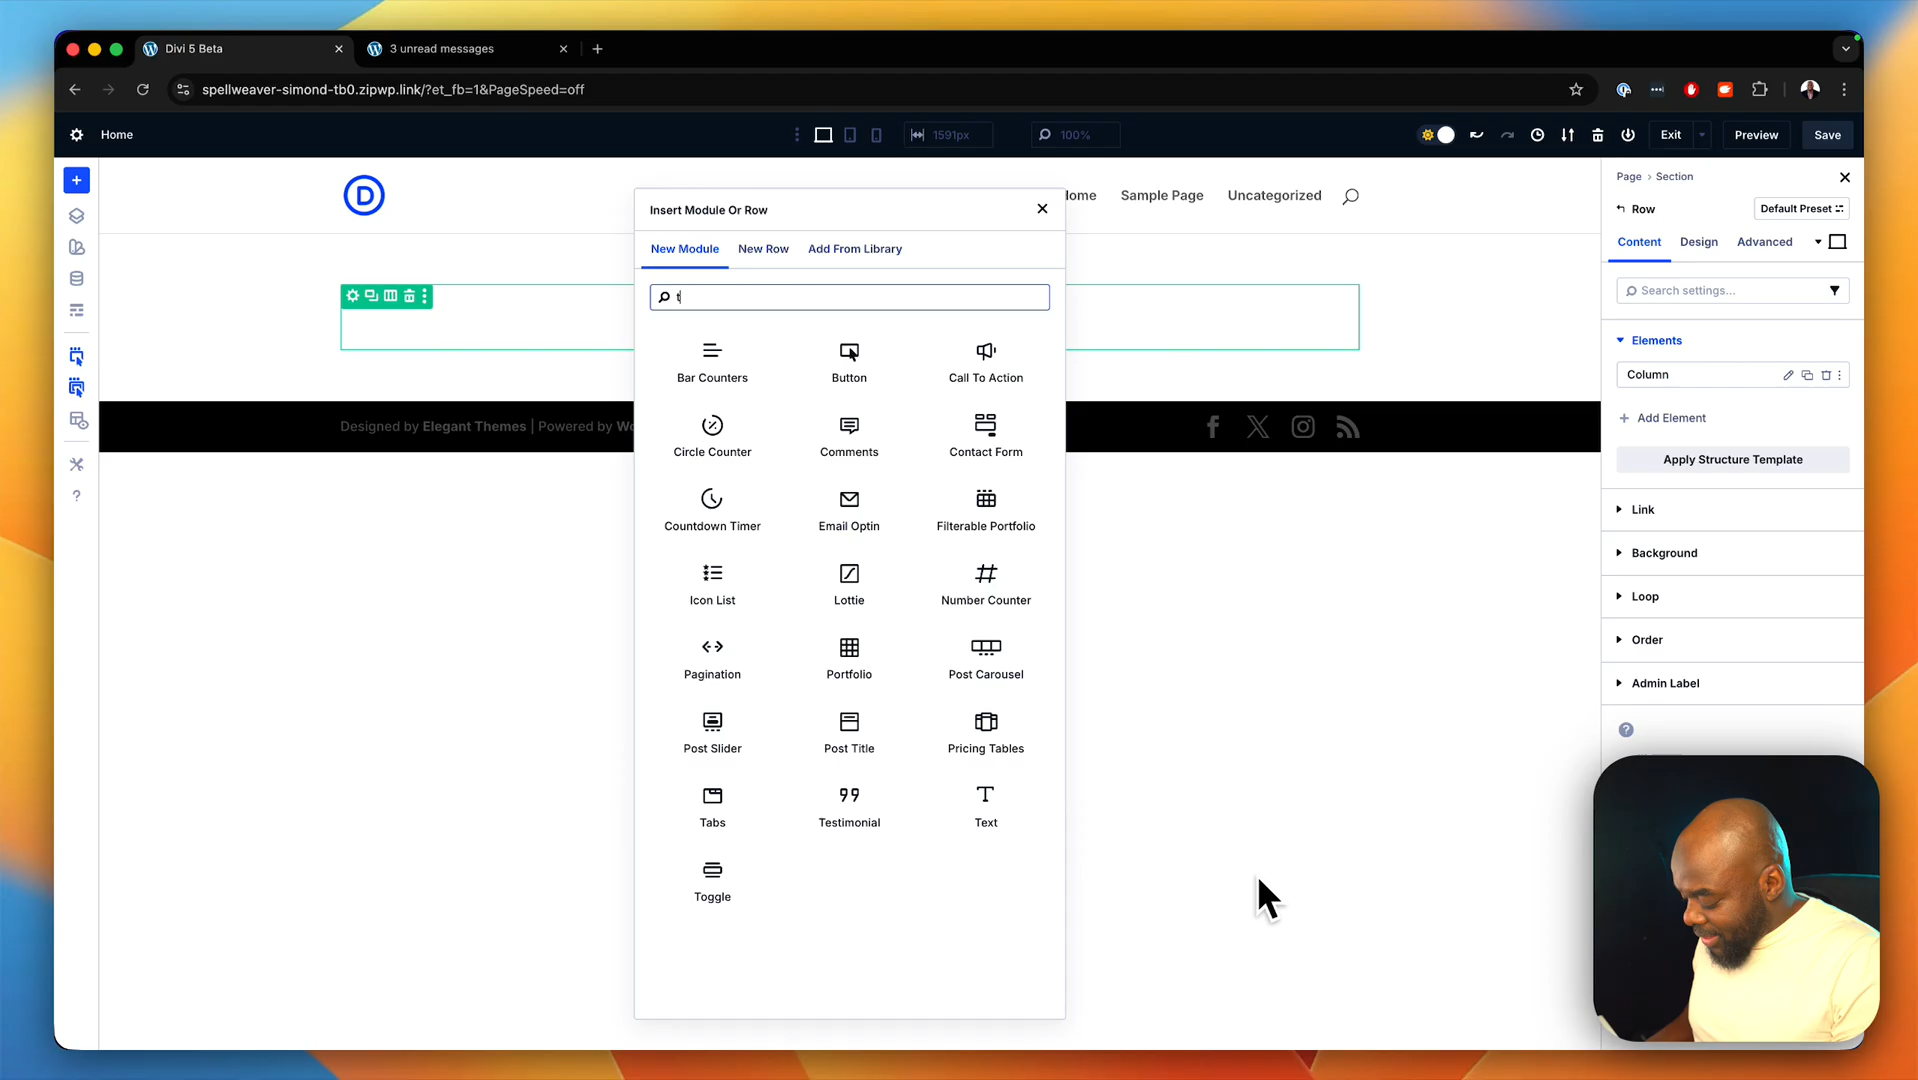 Divi 5 Beta
3 unread messages
spellweaver-simond-tb0.zipwp.link/?et_fb=1&PageSpeed=off
Home
1591px
100%
Exit
Preview
Save
D
ome
Sample Page
Uncategorized
Insert Module Or Row
New Module
New Row
Add From Library
t
Bar Counters
Button
Call To Action
Circle Counter
Comments
Contact Form
Countdown Timer
Email Optin
Filterable Portfolio
Icon List
Lottie
Number Counter
Pagination
Portfolio
Post Carousel
Post Slider
Post Title
Pricing Tables
Tabs
Testimonial
Text
Toggle
Designed by Elegant Themes | Powered by Wo
Page › Section
Row
Default Preset
Content
Design
Advanced
Search settings...
Elements
Column
Add Element
Apply Structure Template
Link
Background
Loop
Order
Admin Label